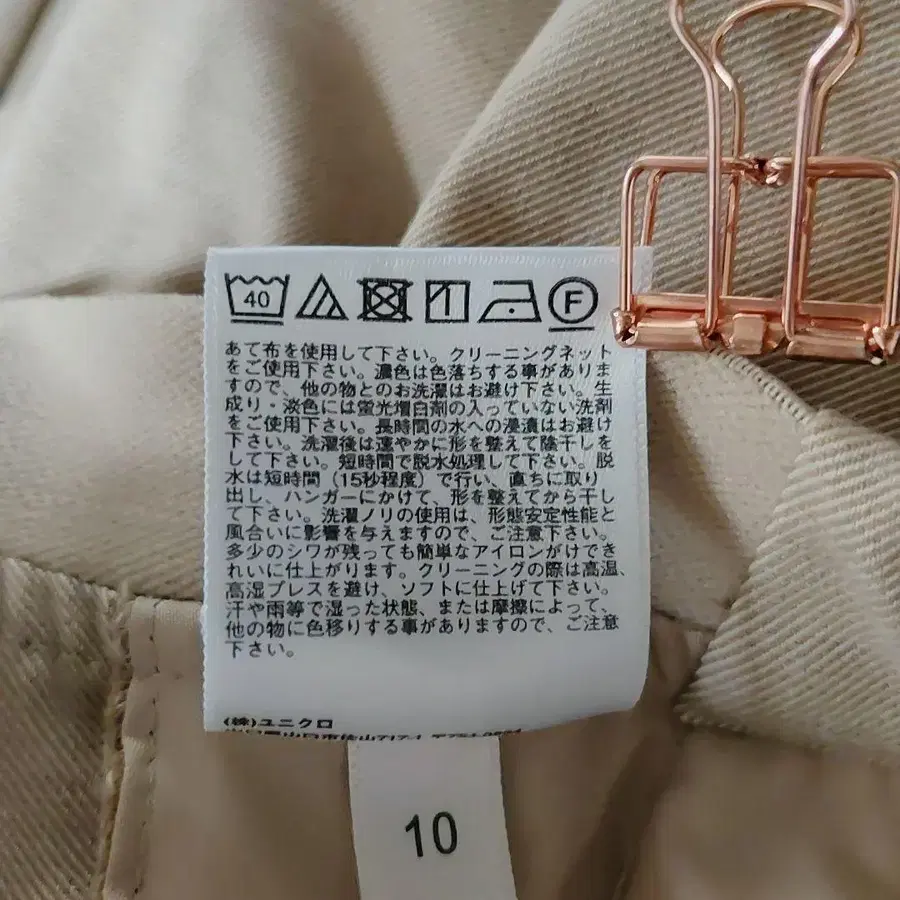 40
F
あて布を使用して下さい。クリーニングネット
をご使用下さい。濃色は色落ちする事がありま
すので、他の物とのお洗濯はお避け下さい。生
成り・淡色には蛍光増白剤の入っていない洗剤
をご使用下さい。長時間の水への浸漬はお避け
下さい。洗濯後は速やかに形を整えて陰干しを
して下さい。短時間で脱水処理して下さい。脱
水は短時間（15秒程度）で行い、直ちに取り
出し、ハンガーにかけて、形を整えてから干し
て下さい。洗濯ノリの使用は、形態安定性能と
風合いに影響を与えますので、ご注意下さい。
多少のシワが残っても簡単なアイロンがけでき
れいに仕上がります。クリーニングの際は高温、
高湿プレスを避け、ソフトに仕上げて下さい。
汗や雨等で湿った状態、または摩擦によって、
他の物に色移りする事がありますので、ご注意
下さい。
(株)ユニクロ
10